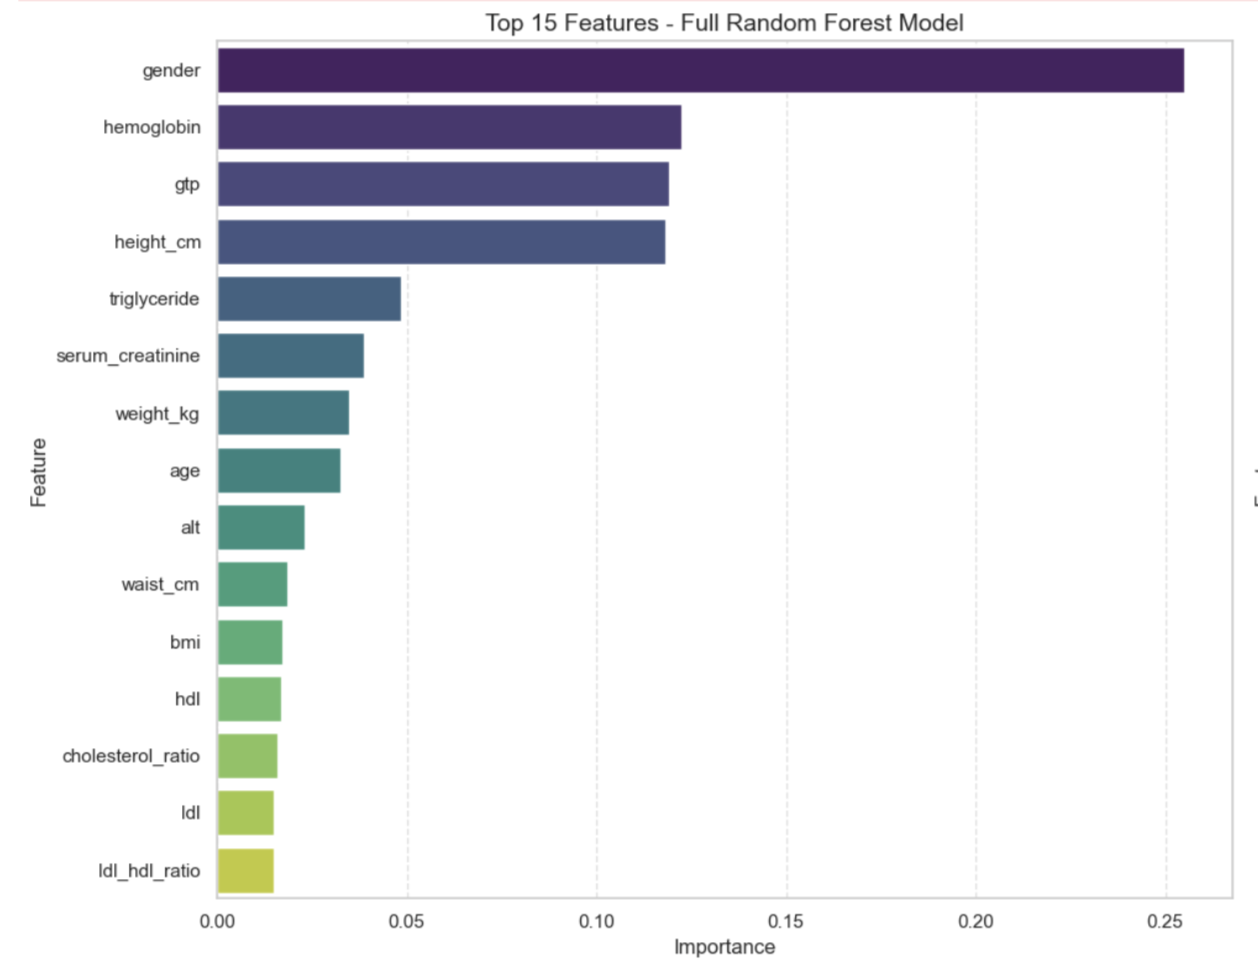 Top 15 Features - Full Random Forest Model
gender
hemoglobin
gtp
height_cm
triglyceride
serum_creatinine
weight_kg
age
alt
waist_cm
bmi
hdl
cholesterol_ratio
ldl
ldl_hdl_ratio
Feature
0.00 0.05 0.10 0.15 0.20 0.25
Importance